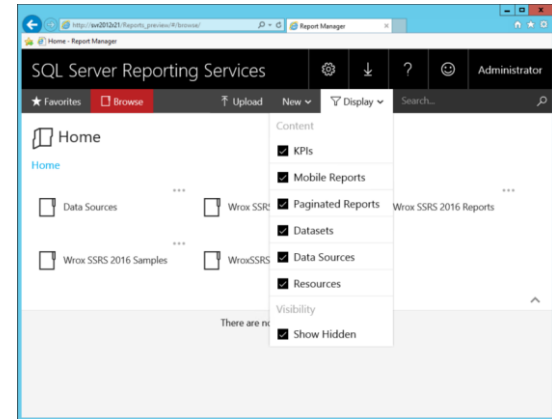 http://svr2012r21/Reports_preview/#/browse/
Report Manager
Home - Report Manager
SQL Server Reporting Services
?
Administrator
Favorites
Browse
Upload
New
Display
Search...
Home
Content
KPIs
Home
Mobile Reports
Data Sources
Wrox SSRS
Paginated Reports
Wrox SSRS 2016 Reports
Datasets
Wrox SSRS 2016 Samples
WroxSSRS
Data Sources
Resources
Visibility
There are no
Show Hidden